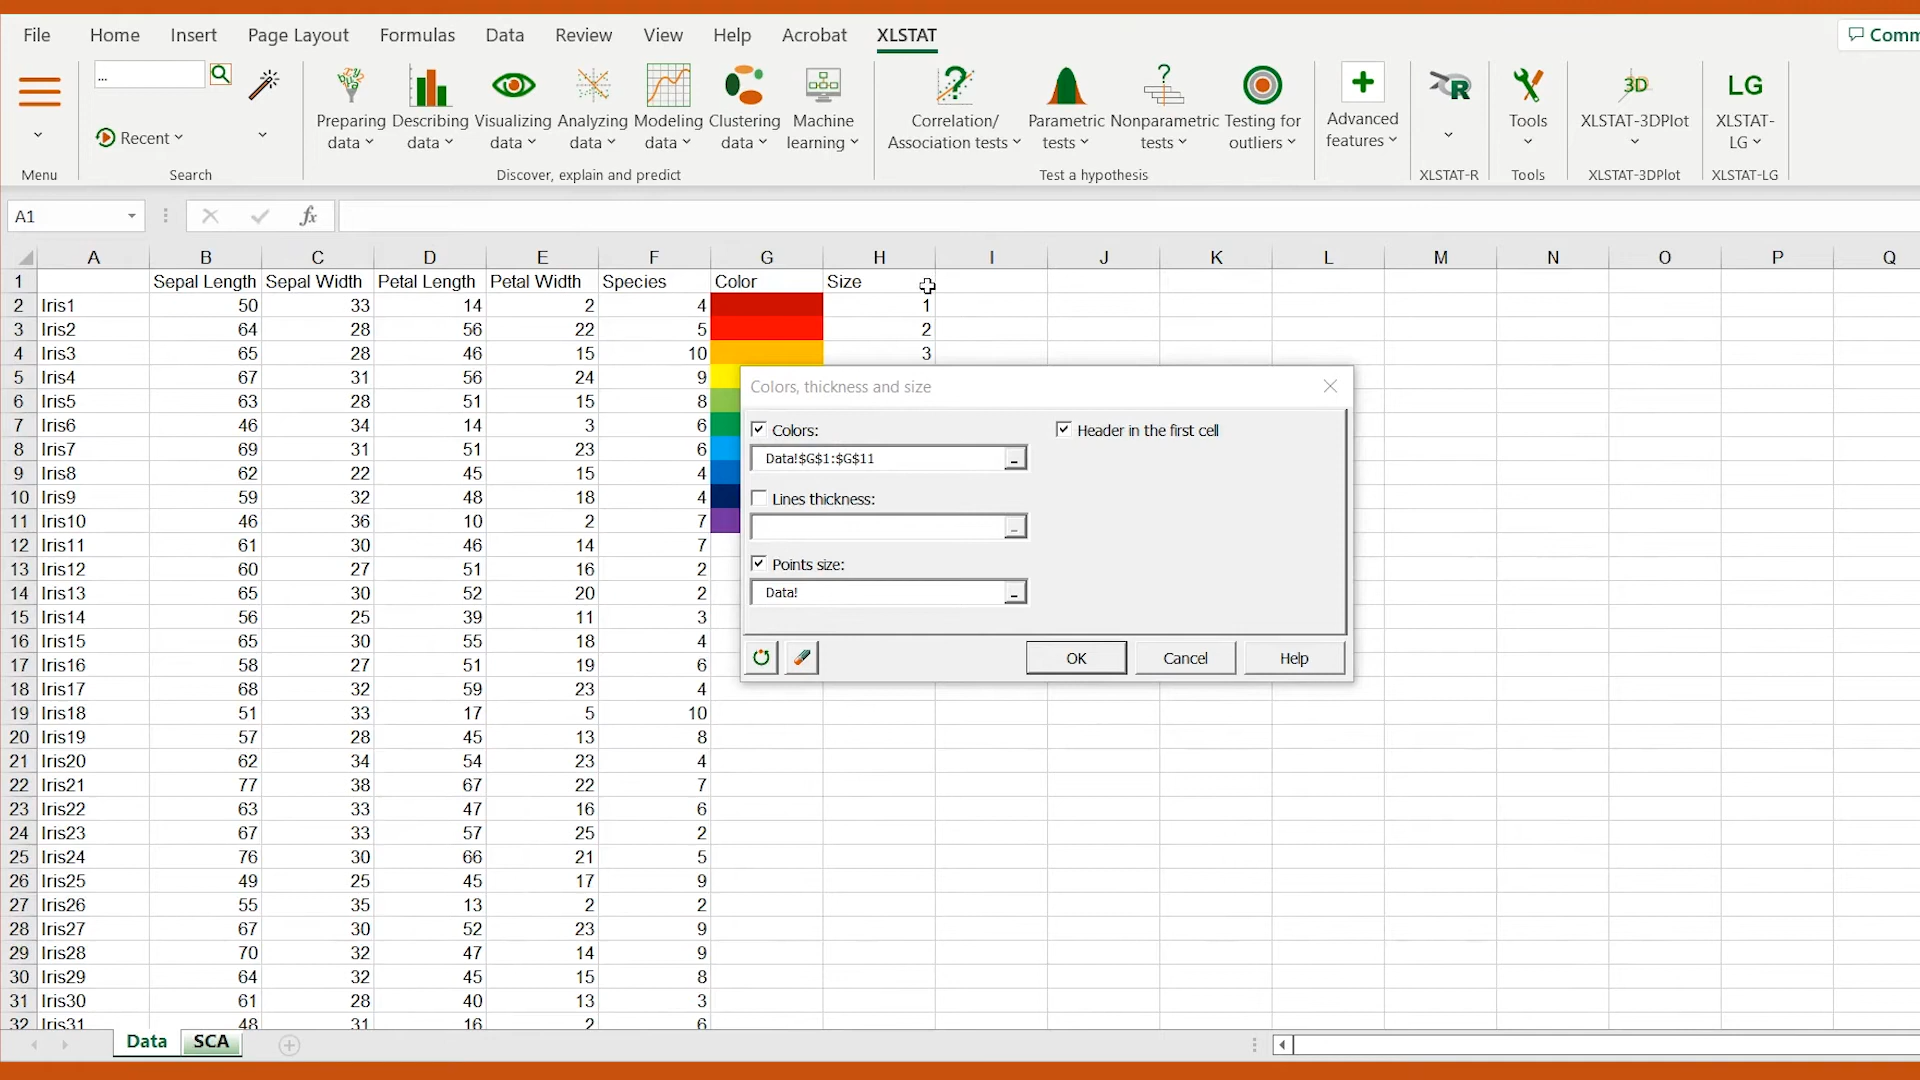 File Home Insert Page Layout Formulas Data Review View Help Acrobat XLSTAT Comm
...
Recent
Preparing data Describing data Visualizing data Analyzing data Modeling data Clustering data Machine learning
Correlation/ Association tests Parametric tests Nonparametric tests Testing for outliers
Advanced features
R
Tools
3D XLSTAT-3DPlot
LG XLSTAT-LG
Menu Search Discover, explain and predict Test a hypothesis XLSTAT-R Tools XLSTAT-3DPlot XLSTAT-LG
A1 fx
A B C D E F G H I J K L M N O P Q
1 Sepal Length Sepal Width Petal Length Petal Width Species Color Size
2 Iris1 50 33 14 2 4 1
3 Iris2 64 28 56 22 5 2
4 Iris3 65 28 46 15 10 3
5 Iris4 67 31 56 24 9
6 Iris5 63 28 51 15 8
7 Iris6 46 34 14 3 6
8 Iris7 69 31 51 23 6
9 Iris8 62 22 45 15 4
10 Iris9 59 32 48 18 4
11 Iris10 46 36 10 2 7
12 Iris11 61 30 46 14 7
13 Iris12 60 27 51 16 2
14 Iris13 65 30 52 20 2
15 Iris14 56 25 39 11 3
16 Iris15 65 30 55 18 4
17 Iris16 58 27 51 19 6
18 Iris17 68 32 59 23 4
19 Iris18 51 33 17 5 10
20 Iris19 57 28 45 13 8
21 Iris20 62 34 54 23 4
22 Iris21 77 38 67 22 7
23 Iris22 63 33 47 16 6
24 Iris23 67 33 57 25 2
25 Iris24 76 30 66 21 5
26 Iris25 49 25 45 17 9
27 Iris26 55 35 13 2 2
28 Iris27 67 30 52 23 9
29 Iris28 70 32 47 14 9
30 Iris29 64 32 45 15 8
31 Iris30 61 28 40 13 3
32 Iris31 48 31 16 2 6
Colors, thickness and size
Colors: Header in the first cell
Data!$G$1:$G$11
Lines thickness:
Points size:
Data!
OK Cancel Help
Data SCA